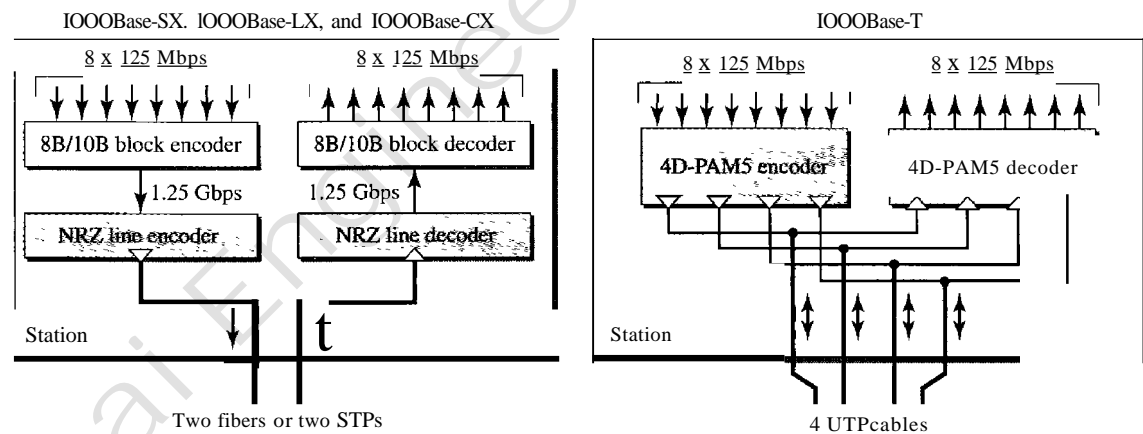 IOOOBase-SX. IOOOBase-LX, and IOOOBase-CX
8 x 125 Mbps
8 x 125 Mbps
8B/10B block encoder
8B/10B block decoder
1.25 Gbps
1.25 Gbps
NRZ line encoder
NRZ line decoder
Station
t
Two fibers or two STPs
IOOOBase-T
8 x 125 Mbps
8 x 125 Mbps
4D-PAM5 encoder
4D-PAM5 decoder
Station
4 UTPcables